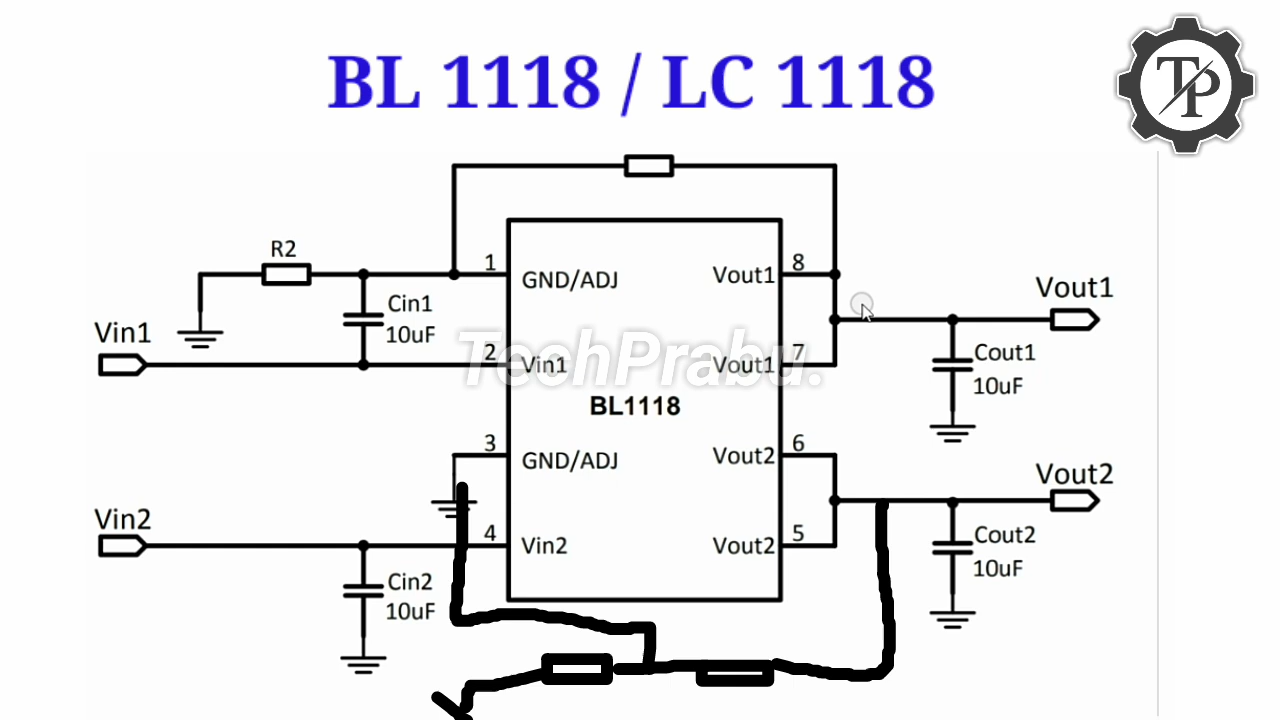 BL 1118 / LC 1118
TP
R2
1
GND/ADJ
Vout1
8
Vout1
Cin1
10uF
Vin1
2
Vin1
Vout1
7
TechPrabu.
Cout1
10uF
BL1118
3
GND/ADJ
Vout2
6
Vout2
Vin2
4
Vin2
Vout2
5
Cout2
10uF
Cin2
10uF